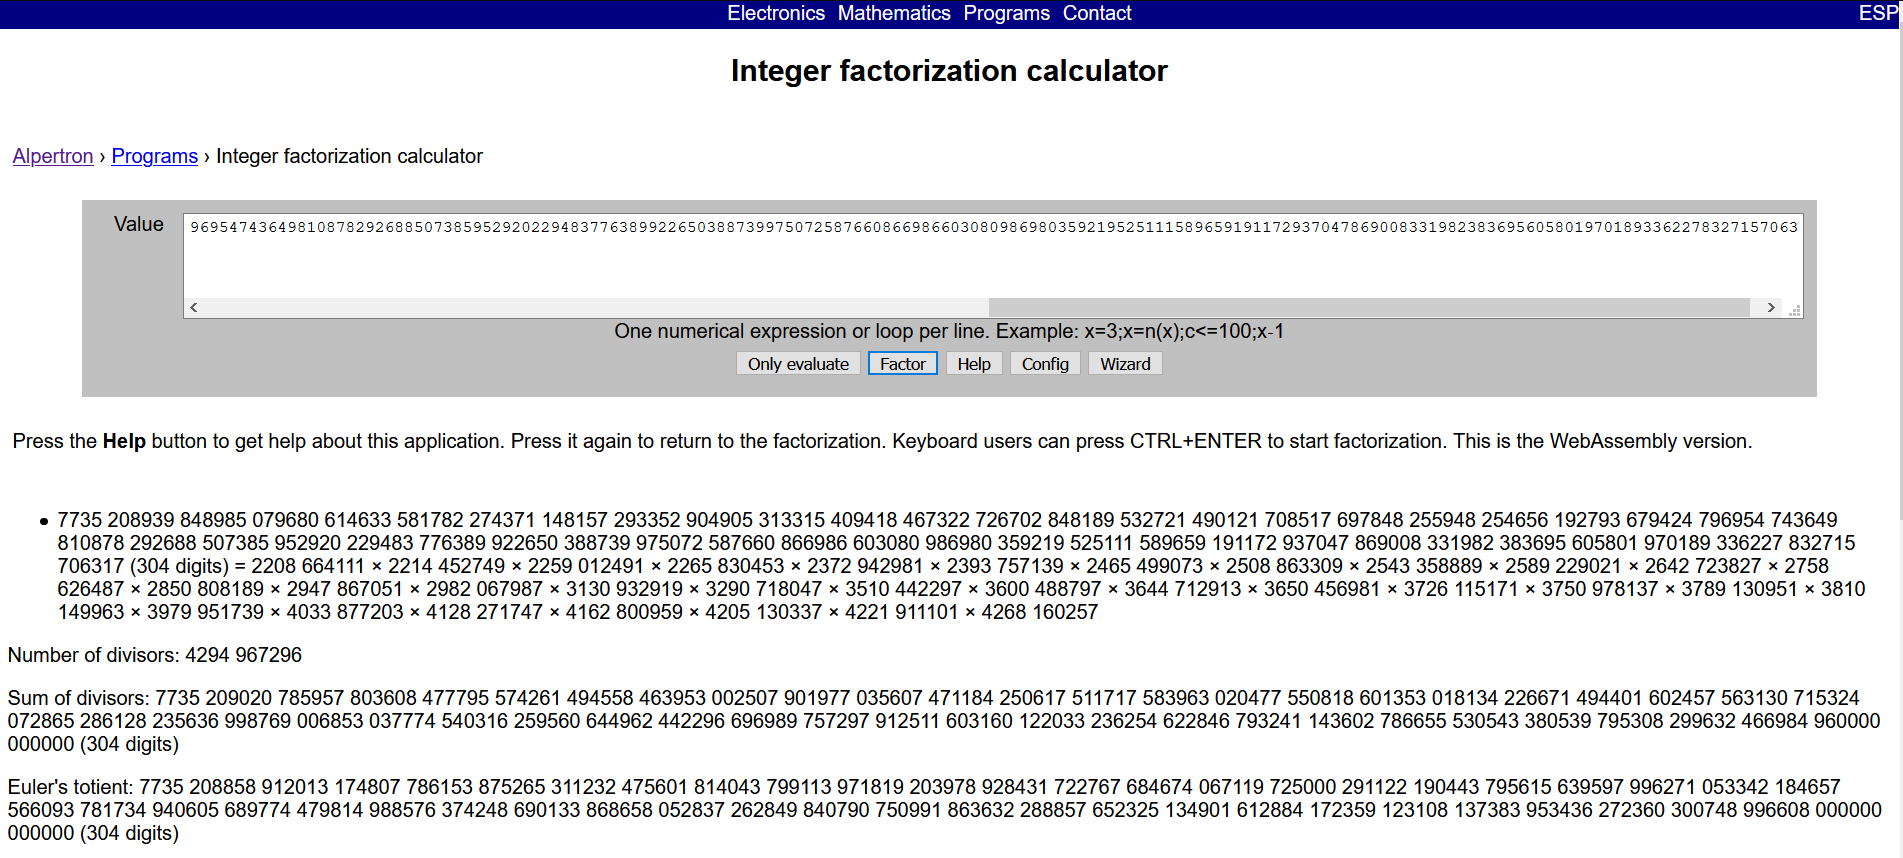 Electronics Mathematics Programs Contact ESP
Integer factorization calculator
Alpertron › Programs › Integer factorization calculator
Value
969547436498108782926885073859529202294837763899226503887399750725876608669866030809869803592195251115896591911729370478690083319823836956058019701893362278327157063
One numerical expression or loop per line. Example: x=3;x=n(x);c<=100;x-1
Only evaluate Factor Help Config Wizard
Press the Help button to get help about this application. Press it again to return to the factorization. Keyboard users can press CTRL+ENTER to start factorization. This is the WebAssembly version.
• 7735 208939 848985 079680 614633 581782 274371 148157 293352 904905 313315 409418 467322 726702 848189 532721 490121 708517 697848 255948 254656 192793 679424 796954 743649
810878 292688 507385 952920 229483 776389 922650 388739 975072 587660 866986 603080 986980 359219 525111 589659 191172 937047 869008 331982 383695 605801 970189 336227 832715
706317 (304 digits) = 2208 664111 × 2214 452749 × 2259 012491 × 2265 830453 × 2372 942981 × 2393 757139 × 2465 499073 × 2508 863309 × 2543 358889 × 2589 229021 × 2642 723827 × 2758
626487 × 2850 808189 × 2947 867051 × 2982 067987 × 3130 932919 × 3290 718047 × 3510 442297 × 3600 488797 × 3644 712913 × 3650 456981 × 3726 115171 × 3750 978137 × 3789 130951 × 3810
149963 × 3979 951739 × 4033 877203 × 4128 271747 × 4162 800959 × 4205 130337 × 4221 911101 × 4268 160257
Number of divisors: 4294 967296
Sum of divisors: 7735 209020 785957 803608 477795 574261 494558 463953 002507 901977 035607 471184 250617 511717 583963 020477 550818 601353 018134 226671 494401 602457 563130 715324
072865 286128 235636 998769 006853 037774 540316 259560 644962 442296 696989 757297 912511 603160 122033 236254 622846 793241 143602 786655 530543 380539 795308 299632 466984 960000
000000 (304 digits)
Euler's totient: 7735 208858 912013 174807 786153 875265 311232 475601 814043 799113 971819 203978 928431 722767 684674 067119 725000 291122 190443 795615 639597 996271 053342 184657
566093 781734 940605 689774 479814 988576 374248 690133 868658 052837 262849 840790 750991 863632 288857 652325 134901 612884 172359 123108 137383 953436 272360 300748 996608 000000
000000 (304 digits)